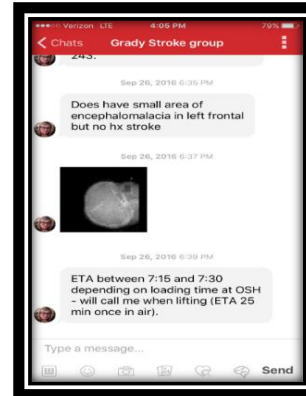 Verizon LTE 4:05 PM 79%
Chats Grady Stroke group
243.
Sep 26, 2016 6:35 PM
Does have small area of
encephalomalacia in left frontal
but no hx stroke
Sep 26, 2016 6:37 PM
Sep 26, 2016 6:39 PM
ETA between 7:15 and 7:30
depending on loading time at OSH
- will call me when lifting (ETA 25
min once in air).
Type a message...
Send